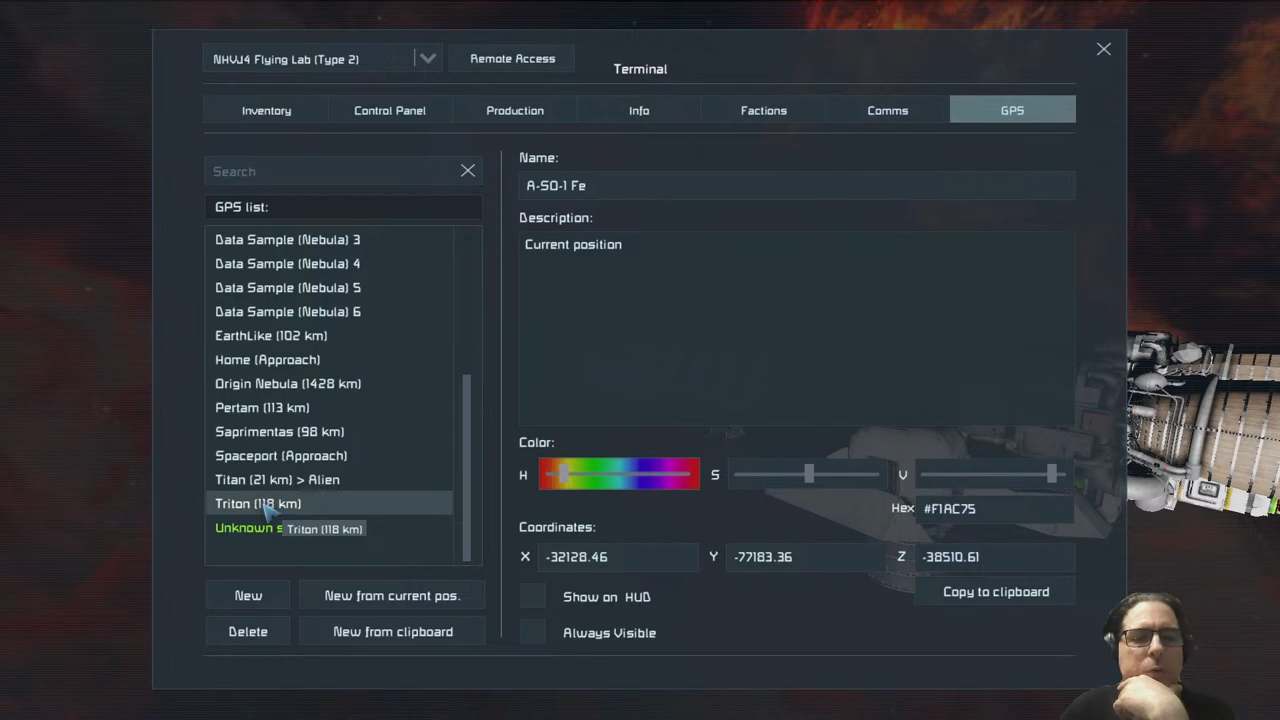 NHVJ4 Flying Lab (Type 2)
Remote Access
Terminal
Inventory
Control Panel
Production
Info
Factions
Comms
GPS
Search
GPS list:
Data Sample (Nebula) 3
Data Sample (Nebula) 4
Data Sample (Nebula) 5
Data Sample (Nebula) 6
EarthLike (102 km)
Home (Approach)
Origin Nebula (1428 km)
Pertam (113 km)
Saprimentas (98 km)
Spaceport (Approach)
Titan (21 km) > Alien
Triton (118 km)
Unknown s
Triton (118 km)
New
New from current pos.
Delete
New from clipboard
Name:
A-50-1 Fe
Description:
Current position
Color:
H
S
V
Hex
#F1AC75
Coordinates:
X
-32128.46
Y
-77183.36
Z
-38510.61
Show on HUD
Copy to clipboard
Always Visible